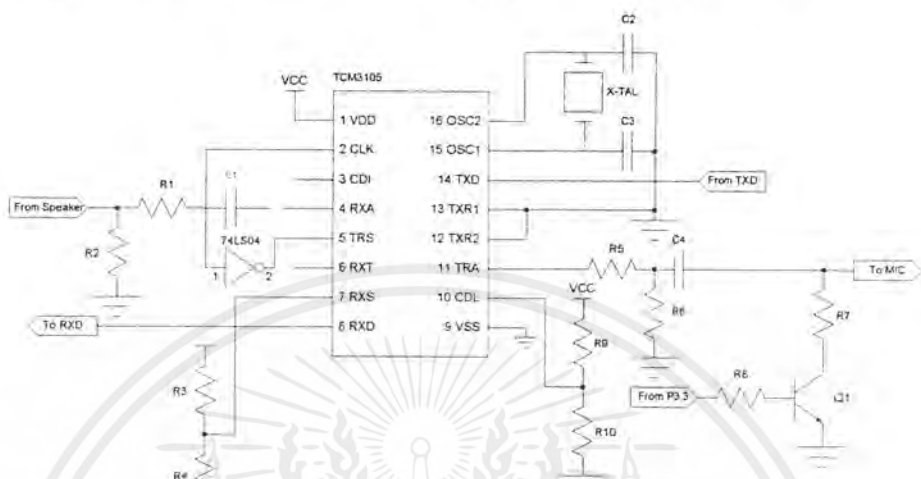 C2
VCC
TCM3105
X-TAL
1 VDD
16 OSC2
C3
2 CLK
15 OSC1
3 CDI
14 TXD
From TXD
R1
4 RXA
13 TXR1
From Speaker
74LS04
5 TRS
12 TXR2
C4
R2
1
2
6 RXT
11 TRA
R5
To MIC
7 RXS
10 CDL
VCC
R6
R7
To RXD
8 RXD
9 VSS
R9
R3
From P3.3
R8
Q1
R10
R4